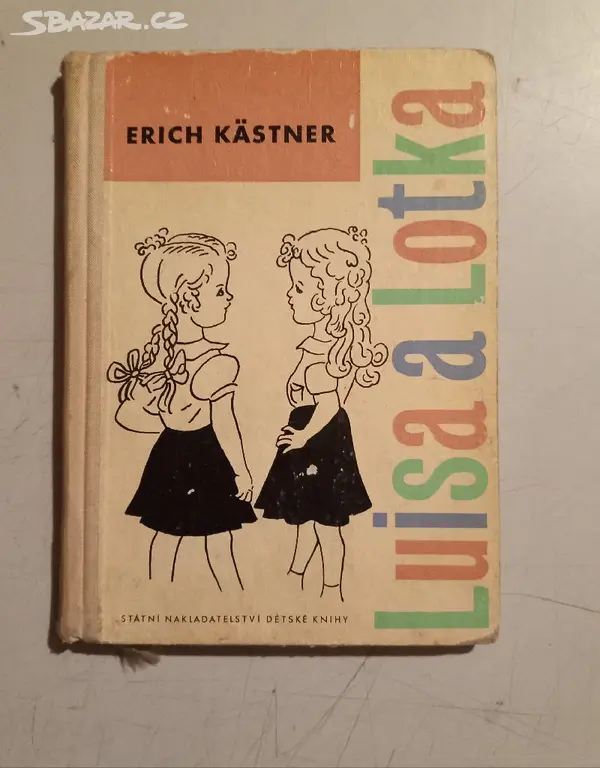 SBAZAR.CZ
ERICH KÄSTNER
Luisa a Lotka
STÁTNÍ NAKLADATELSTVÍ DĚTSKÉ KNIHY